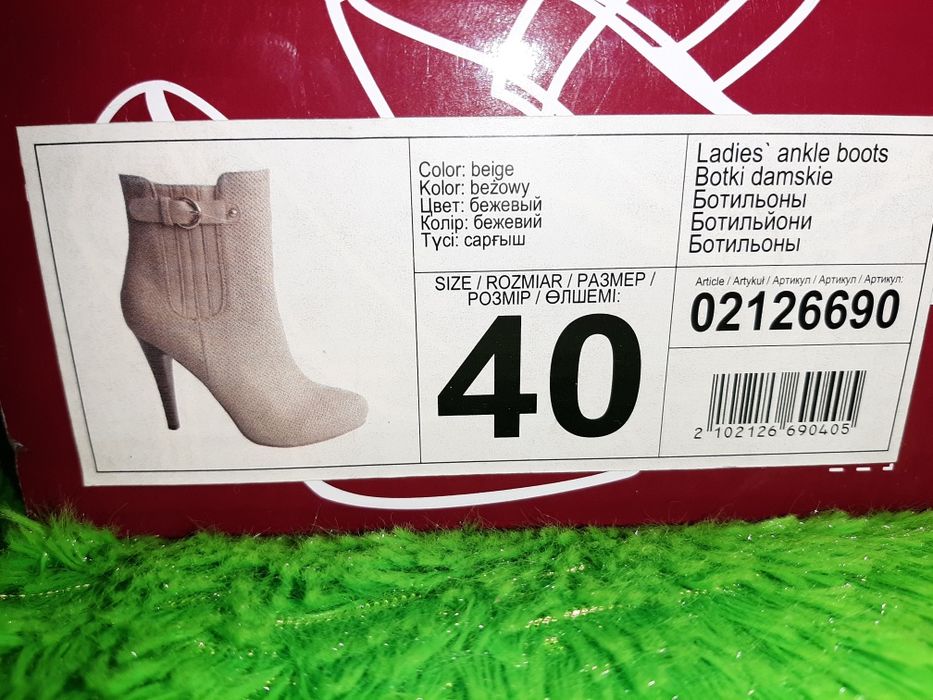 Color: beige
Kolor: beżowy
Цвет: бежевый
Колір: бежевий
Түсі: сарғыш
SIZE / ROZMIAR / РАЗМЕР /
РОЗМІР / ӨЛШЕМІ:
40
Ladies` ankle boots
Botki damskie
Ботильоны
Ботильйони
Ботильоны
Article / Artykuł / Артикул / Артикул / Артикул:
02126690
2 102126 690405